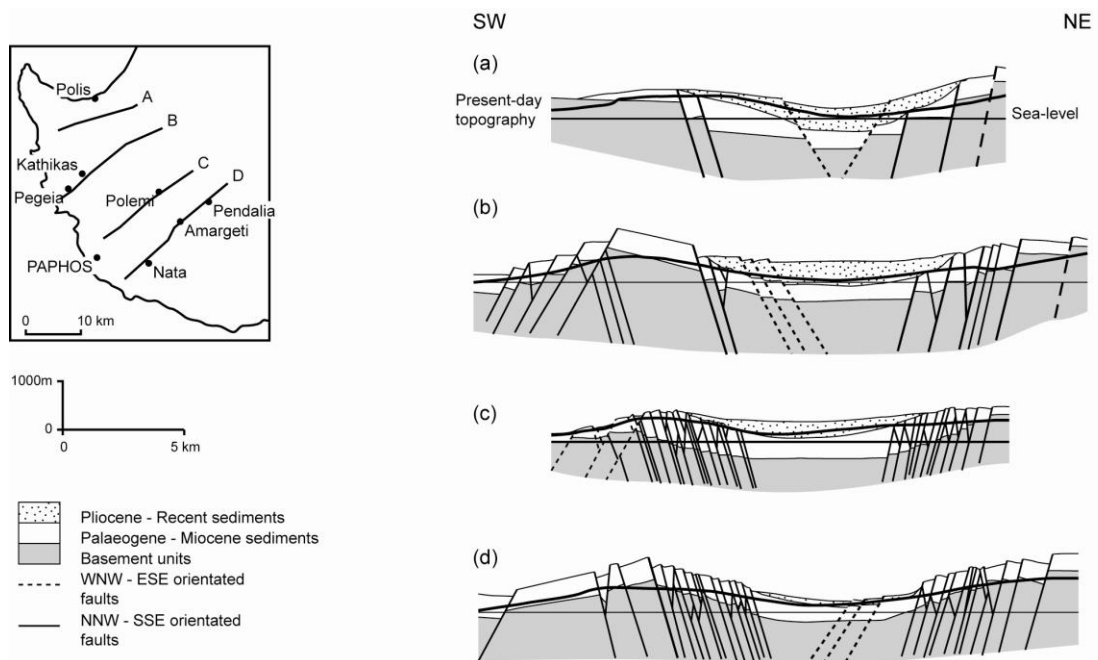 SW
NE
(a)
Present-day
topography
Sea-level
(b)
(c)
(d)
Polis
A
B
Kathikas
C
Pegeia
Polemi
D
Pendalia
Amargeti
PAPHOS
Nata
0 10 km
1000m
0
0 5 km
Pliocene - Recent sediments
Palaeogene - Miocene sediments
Basement units
WNW - ESE orientated
faults
NNW - SSE orientated
faults